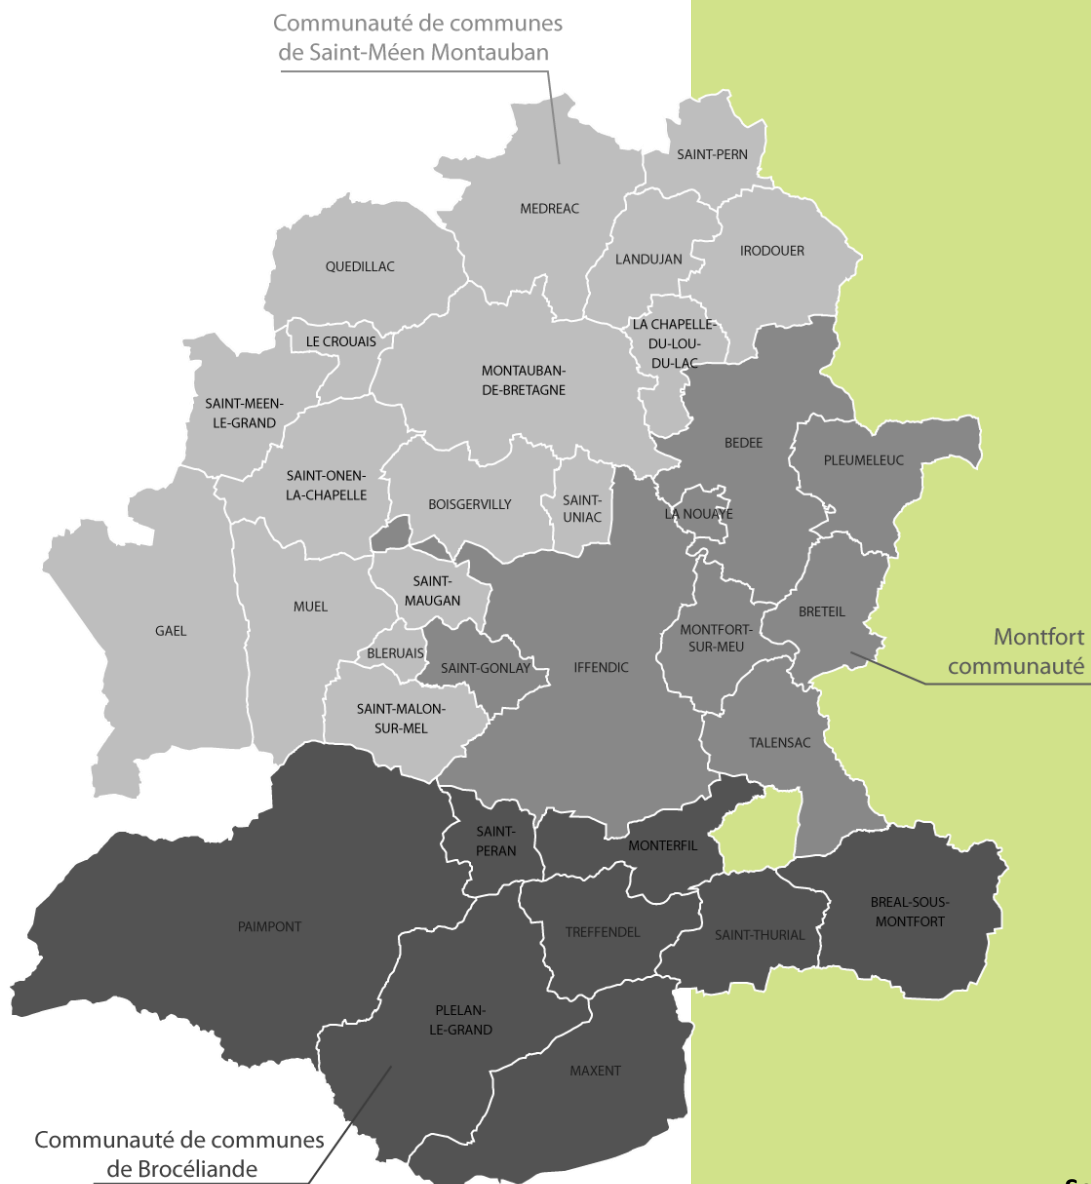 Communauté de communes
de Saint-Méen Montauban
SAINT-PERN
MEDREAC
IRODOUER
LANDUJAN
QUEDILLAC
LA CHAPELLE-
DU-LOU-
DU-LAC
LE CROUAIS
MONTAUBAN-
DE-BRETAGNE
SAINT-MEEN-
LE-GRAND
BEDEE
PLEUMELEUC
SAINT-ONEN-
LA-CHAPELLE
BOISGERVILLY
SAINT-
UNIAC
LA NOUAYE
SAINT-
MAUGAN
MUEL
BRETEIL
GAEL
MONTFORT-
SUR-MEU
Montfort
communauté
BLERUAIS
SAINT-GONLAY
IFFENDIC
SAINT-MALON-
SUR-MEL
TALENSAC
SAINT-
PERAN
MONTERFIL
BREAL-SOUS-
MONTFORT
PAIMPONT
TREFFENDEL
SAINT-THURIAL
PLELAN-
LE-GRAND
MAXENT
Communauté de communes
de Brocéliande